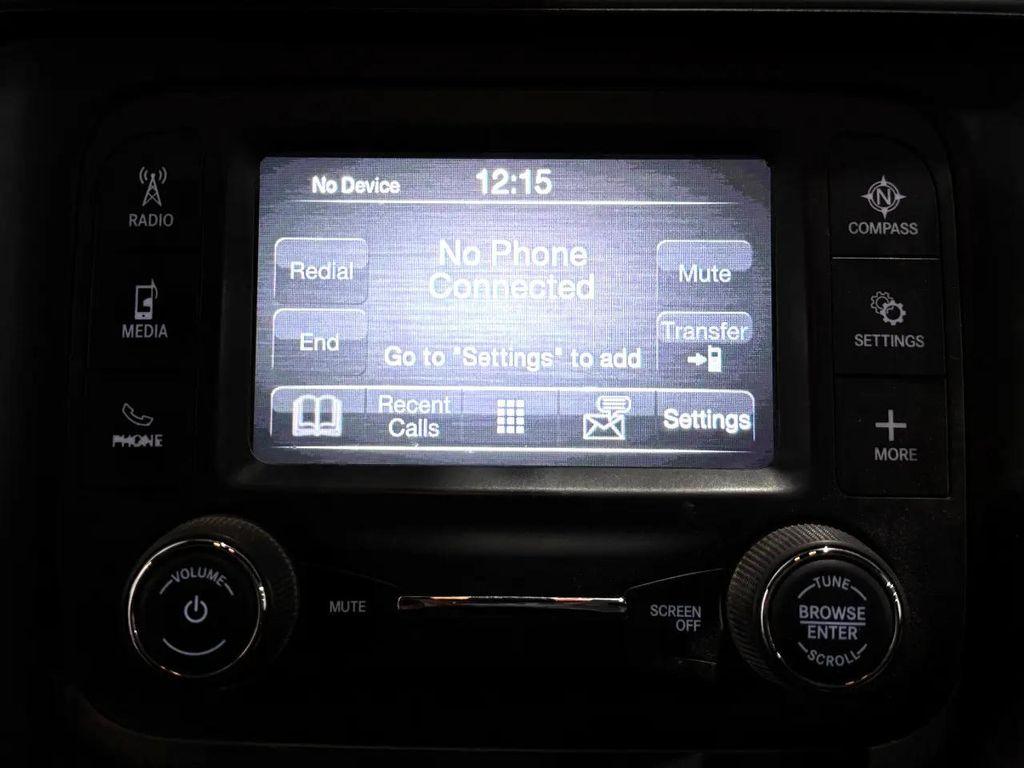 No Device 12:15
RADIO
COMPASS
No Phone
Connected
Redial
Mute
MEDIA
SETTINGS
End
Transfer
Go to "Settings" to add
Recent
Calls
Settings
PHONE
MORE
VOLUME
MUTE
SCREEN
OFF
TUNE
BROWSE
ENTER
SCROLL
N